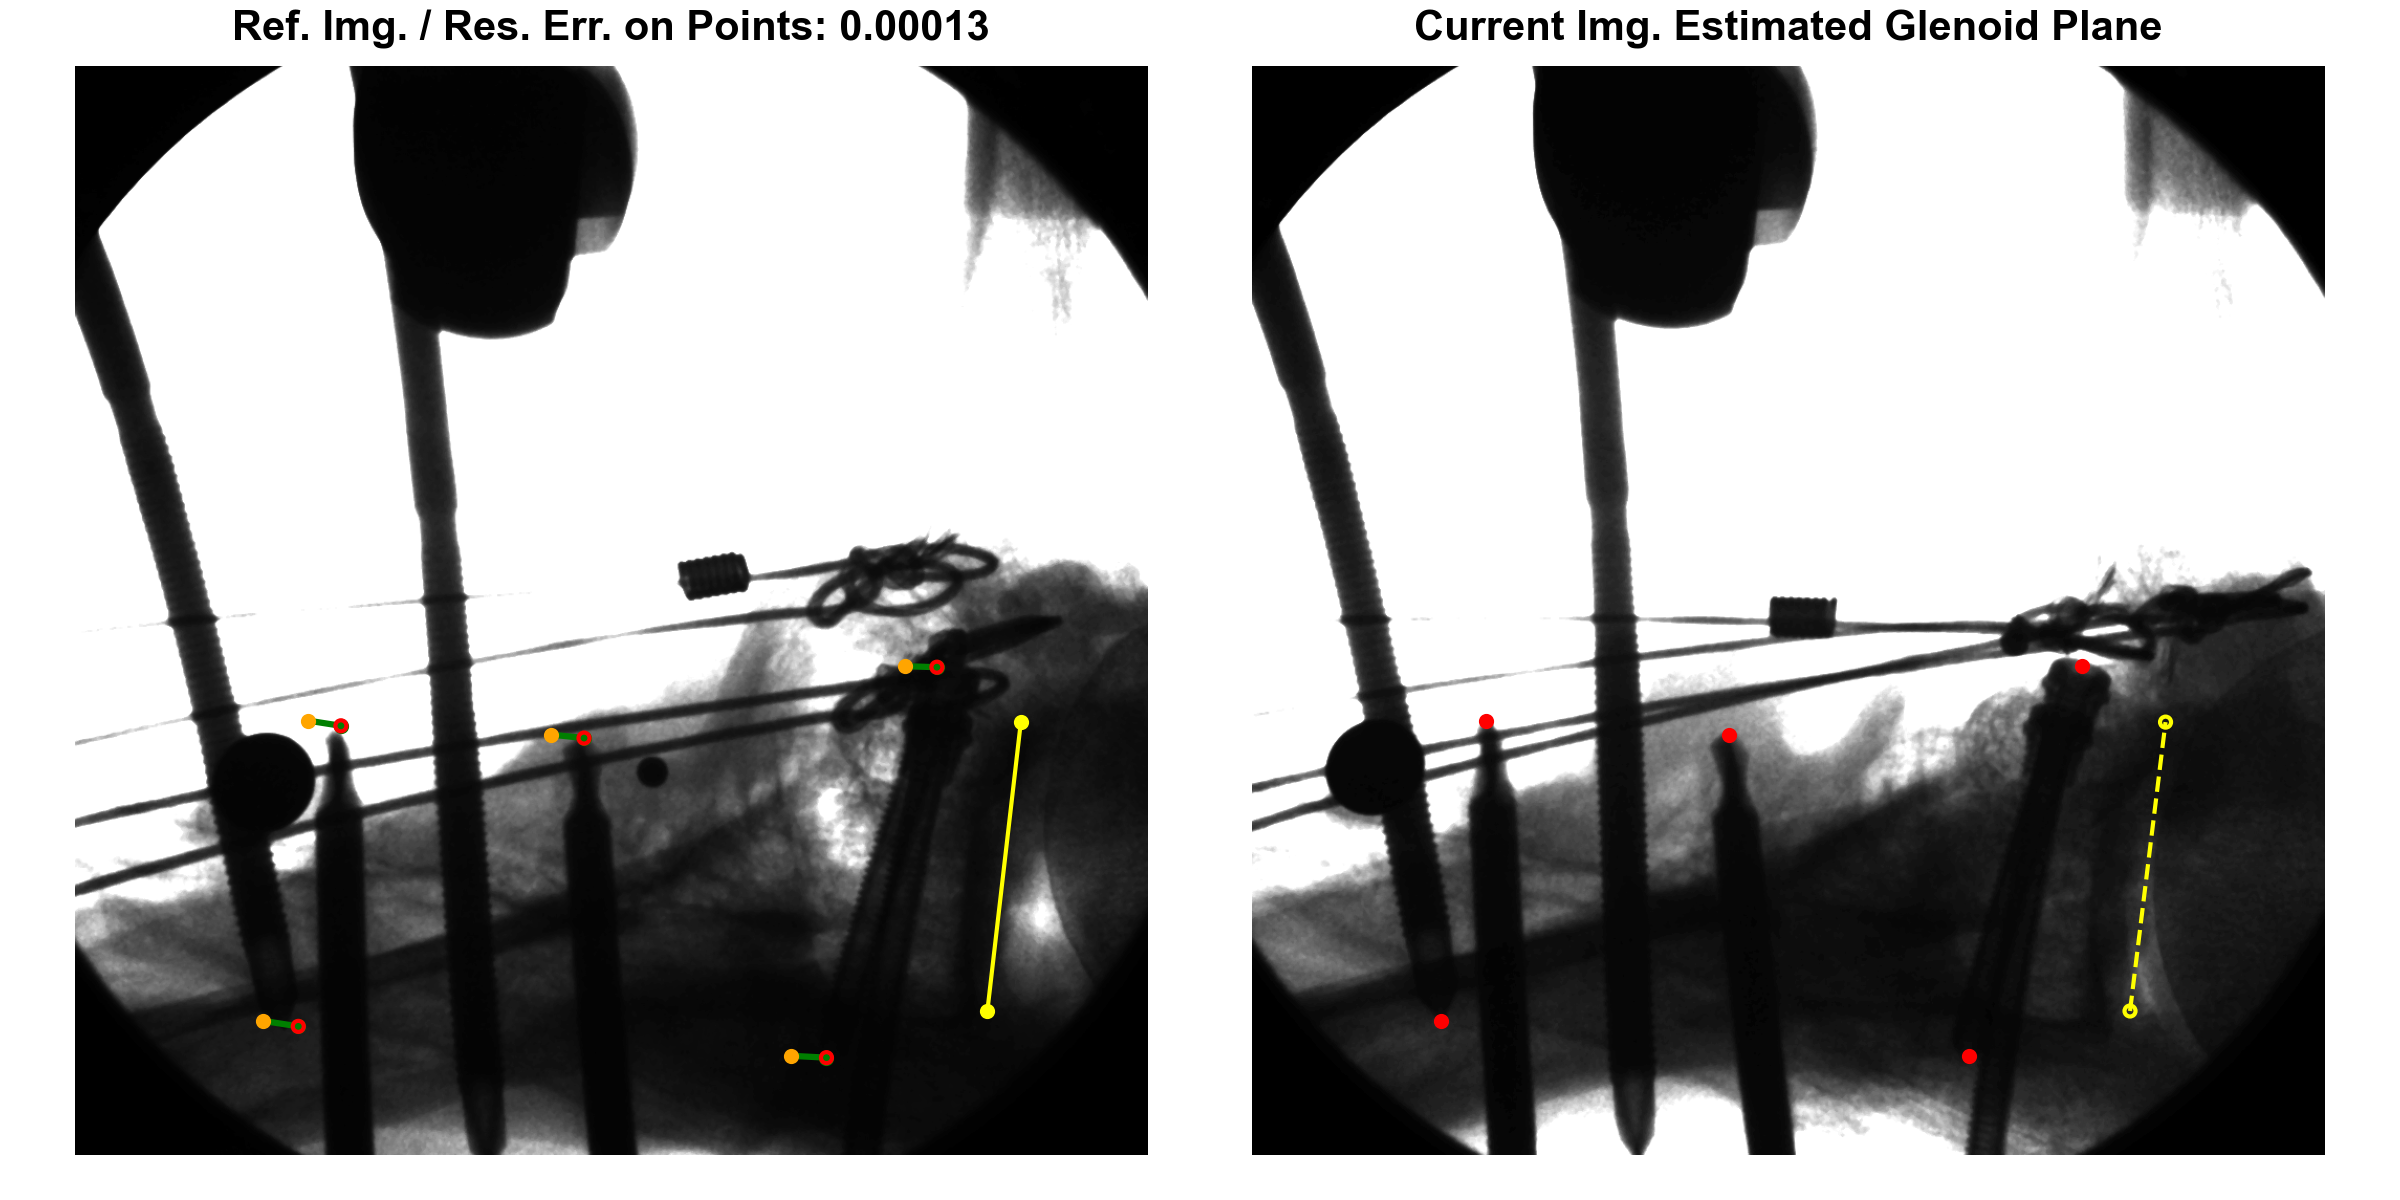 Ref. Img. / Res. Err. on Points: 0.00013
Current Img. Estimated Glenoid Plane